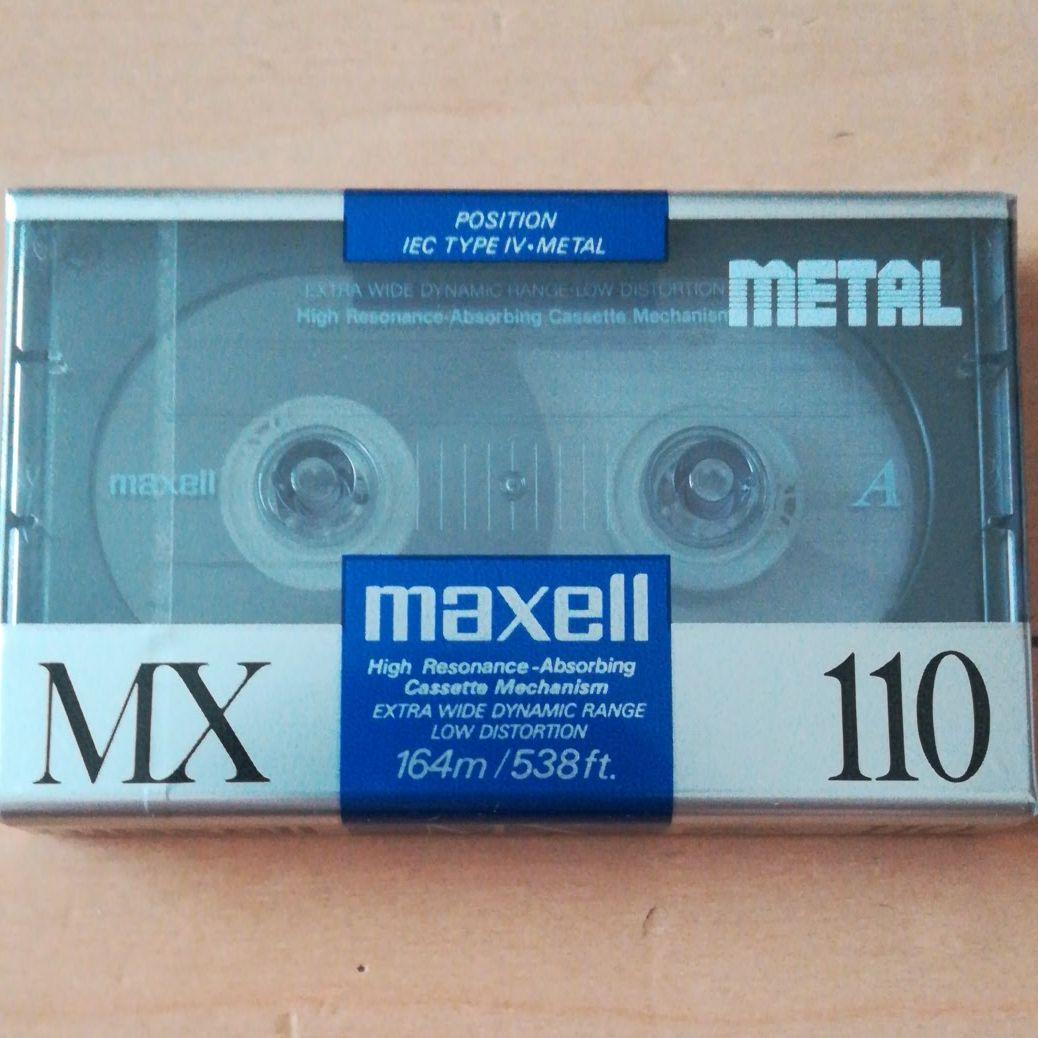 POSITION
IEC TYPE IV•METAL
METAL
EXTRA WIDE DYNAMIC RANGE•LOW DISTORTION
High Resonance-Absorbing Cassette Mechanism
maxell
A
maxell
High Resonance-Absorbing
Cassette Mechanism
EXTRA WIDE DYNAMIC RANGE
LOW DISTORTION
164m/538ft.
MX
110